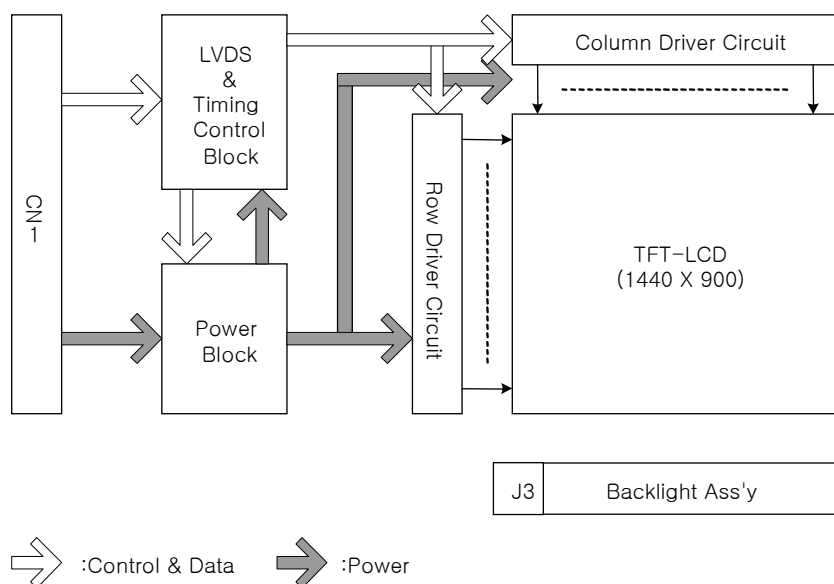 LVDS
&
Timing
Control
Block
Column Driver Circuit
CN1
Row Driver Circuit
TFT-LCD
(1440 X 900)
Power
Block
J3
Backlight Ass'y
:Control & Data
:Power